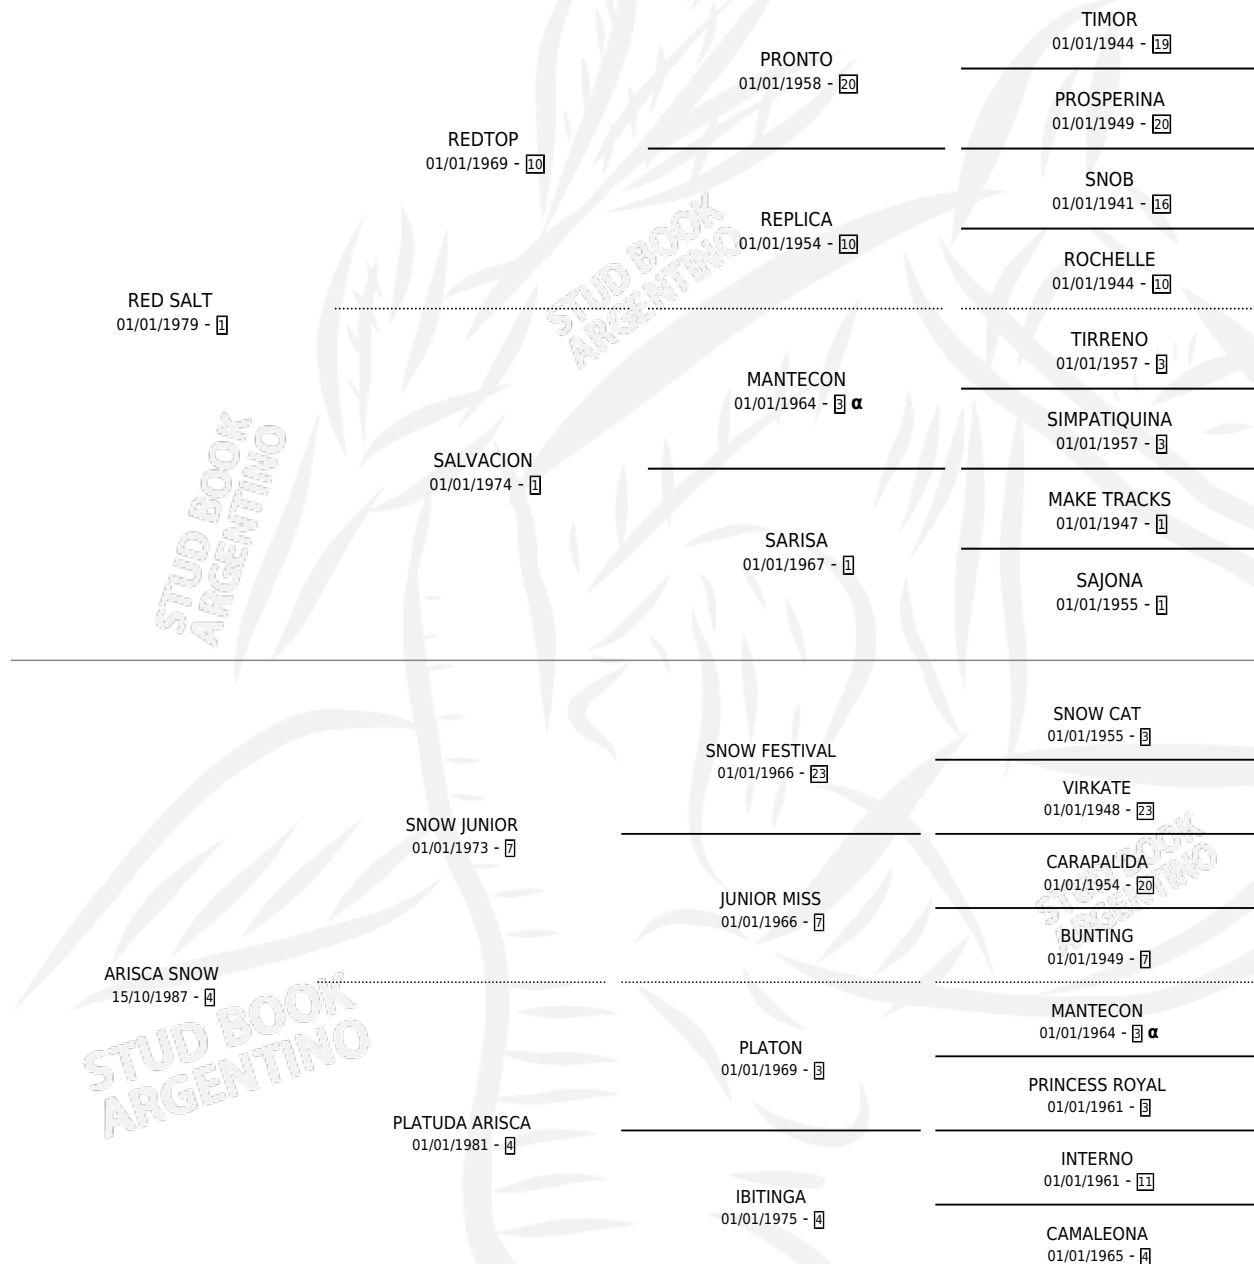 TIMOR
01/01/1944 - 19
PRONTO
01/01/1958 - 20
PROSPERINA
01/01/1949 - 20
REDTOP
01/01/1969 - 10
SNOB
01/01/1941 - 16
REPLICA
01/01/1954 - 10
ROCHELLE
01/01/1944 - 10
RED SALT
01/01/1979 - 1
TIRRENO
01/01/1957 - 3
MANTECON
01/01/1964 - 3 α
SIMPATIQUINA
01/01/1957 - 3
SALVACION
01/01/1974 - 1
MAKE TRACKS
01/01/1947 - 1
SARISA
01/01/1967 - 1
SAJONA
01/01/1955 - 1
SNOW CAT
01/01/1955 - 3
SNOW FESTIVAL
01/01/1966 - 23
VIRKATE
01/01/1948 - 23
SNOW JUNIOR
01/01/1973 - 7
CARAPALIDA
01/01/1954 - 20
JUNIOR MISS
01/01/1966 - 7
BUNTING
01/01/1949 - 7
ARISCA SNOW
15/10/1987 - 4
MANTECON
01/01/1964 - 3 α
PLATON
01/01/1969 - 3
PRINCESS ROYAL
01/01/1961 - 3
PLATUDA ARISCA
01/01/1981 - 4
INTERNO
01/01/1961 - 11
IBITINGA
01/01/1975 - 4
CAMALEONA
01/01/1965 - 4
STUD BOOK
ARGENTINO
STUD BOOK
ARGENTINO
STUD BOOK
ARGENTINO
STUD BOOK
ARGENTINO